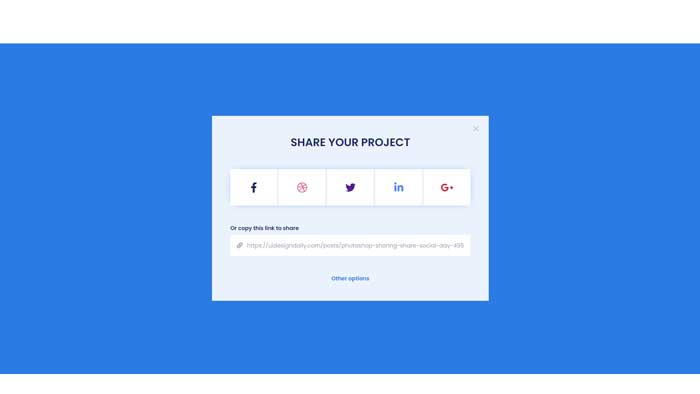 SHARE YOUR PROJECT
Or copy this link to share
https://uidesigndaily.com/posts/photoshop-sharing-share-social-day-495
Other options